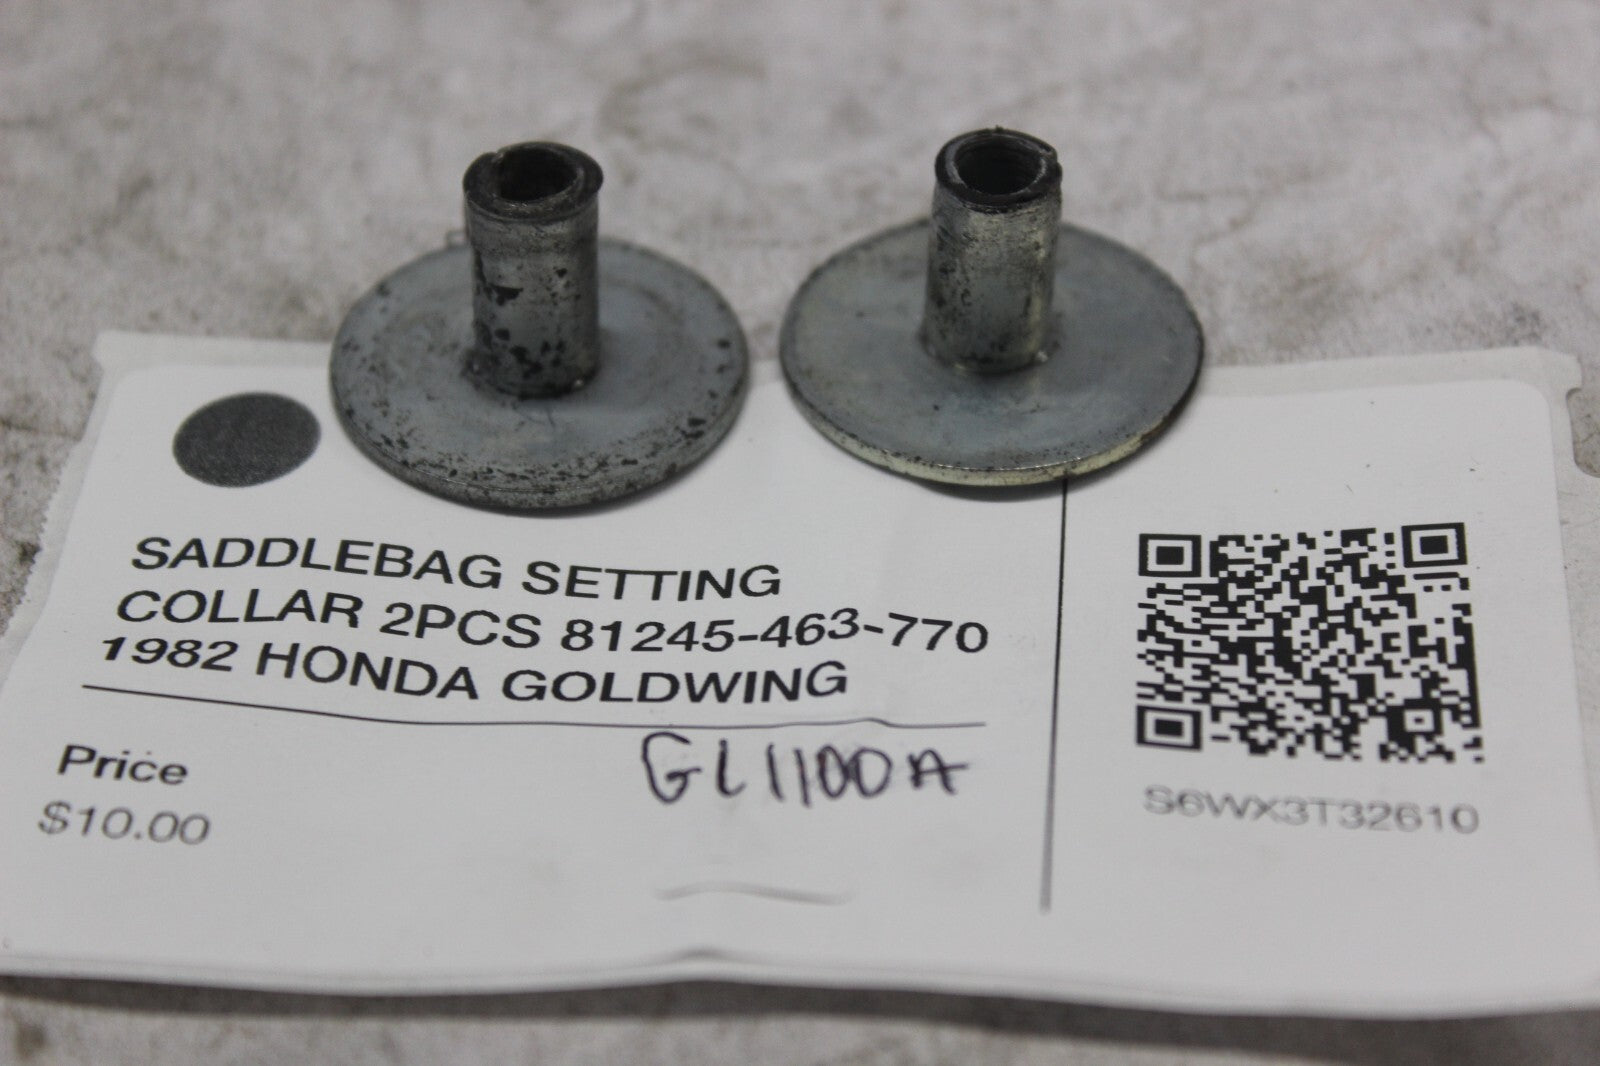 SADDLEBAG SETTING
COLLAR 2PCS 81245-463-770
1982 HONDA GOLDWING
GL1100A
Price
$10.00
S6WX3T32610